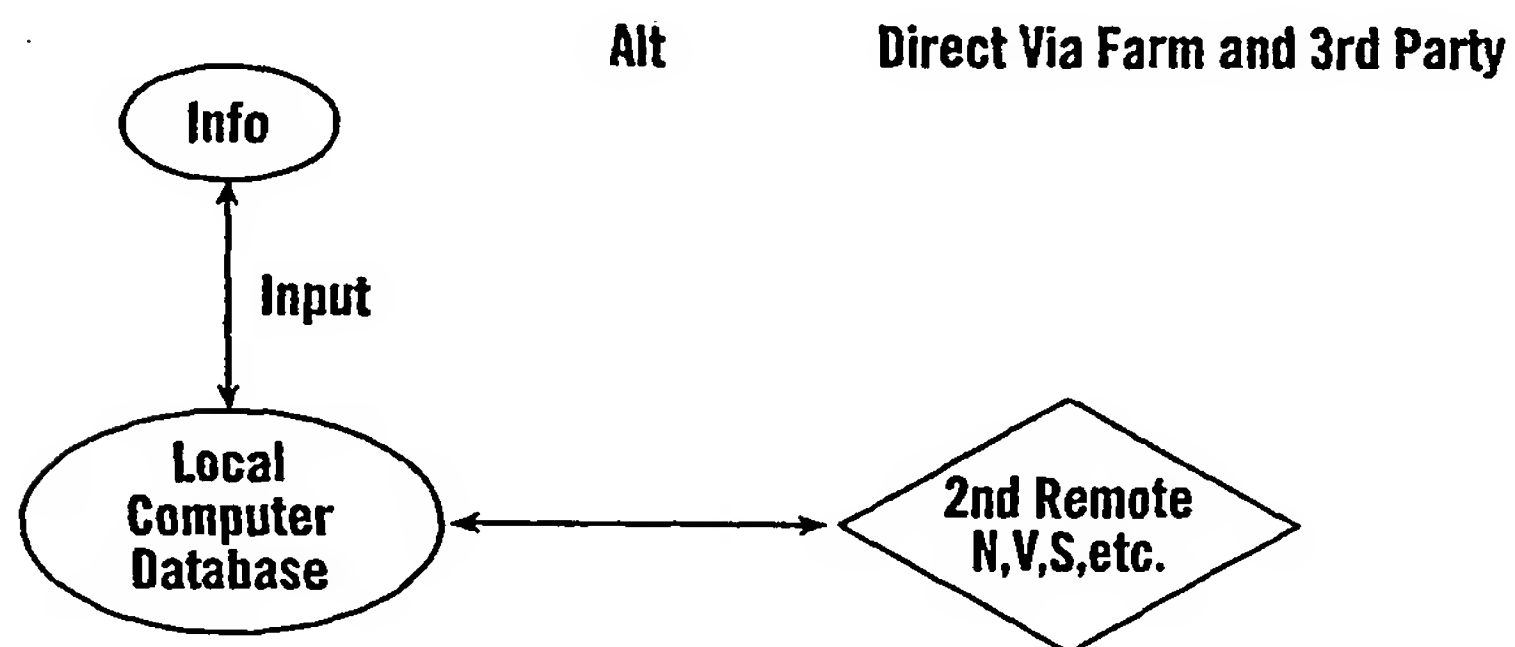 Alt Direct Via Farm and 3rd Party
Info
Input
Local
Computer
Database
2nd Remote
N,V,S,etc.